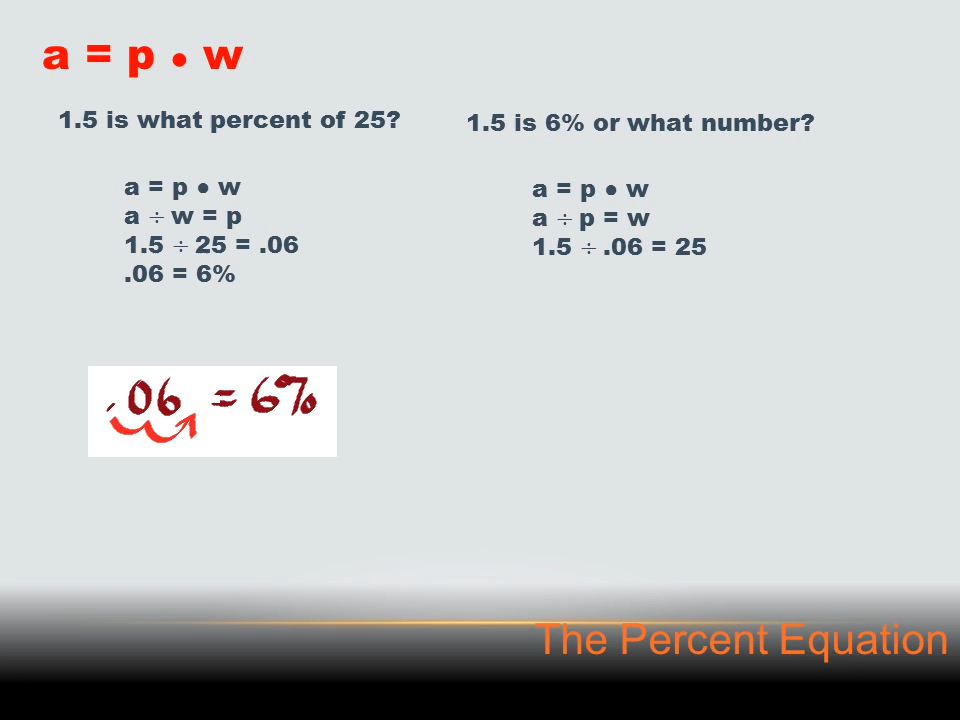 a = p ● w
1.5 is what percent of 25?
a = p ● w
a ÷ w = p
1.5 ÷ 25 = .06
.06 = 6%
.06 = 6%
1.5 is 6% or what number?
a = p ● w
a ÷ p = w
1.5 ÷ .06 = 25
The Percent Equation